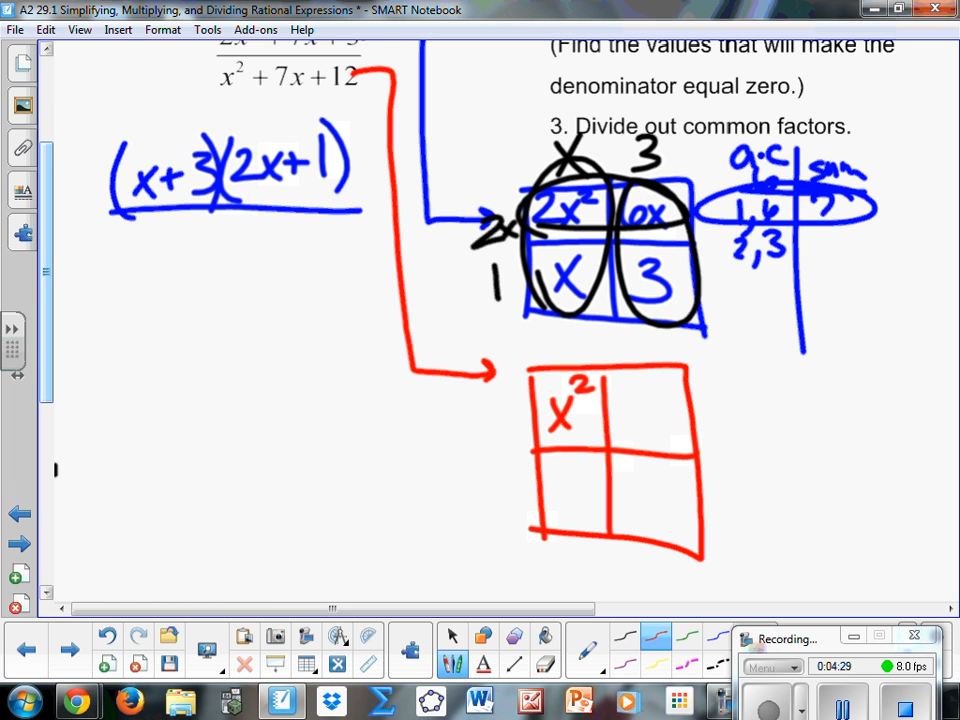 A2 29.1 Simplifying, Multiplying, and Dividing Rational Expressions * - SMART Notebook
File Edit View Insert Format Tools Add-ons Help
x² + 7x + 12
(Find the values that will make the
denominator equal zero.)
3. Divide out common factors.
(x+3)(2x+1)
x 3
2x 2x² 6x
1 x 3
a·c sum
6
1,6 7
2,3
x²
Recording...
Menu 0:04:29 8.0 fps